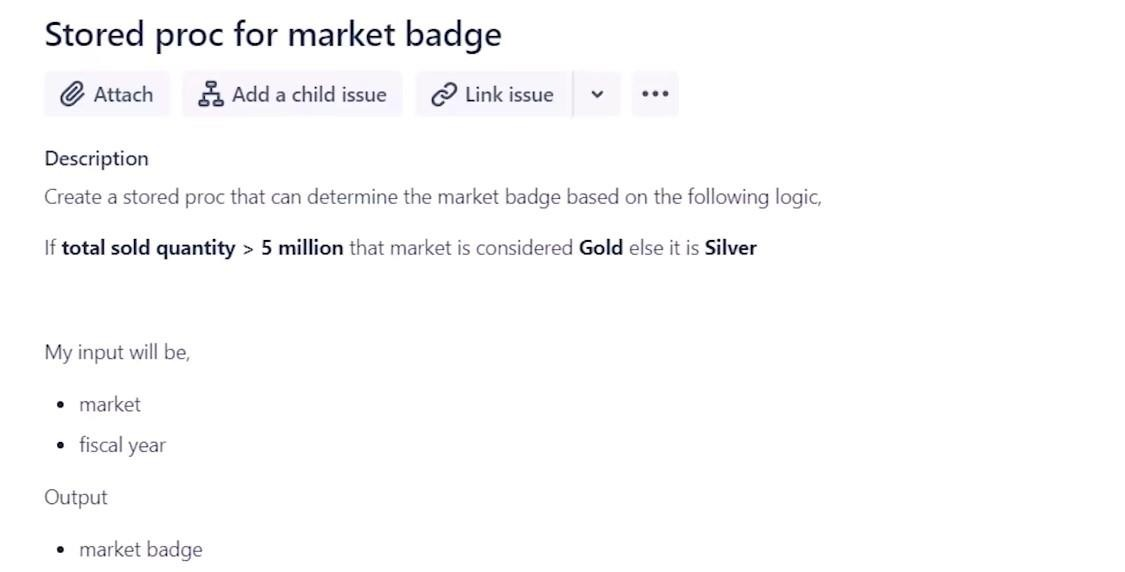 Stored proc for market badge
Attach Add a child issue Link issue
Description
Create a stored proc that can determine the market badge based on the following logic,
If total sold quantity > 5 million that market is considered Gold else it is Silver
My input will be,
• market
• fiscal year
Output
• market badge